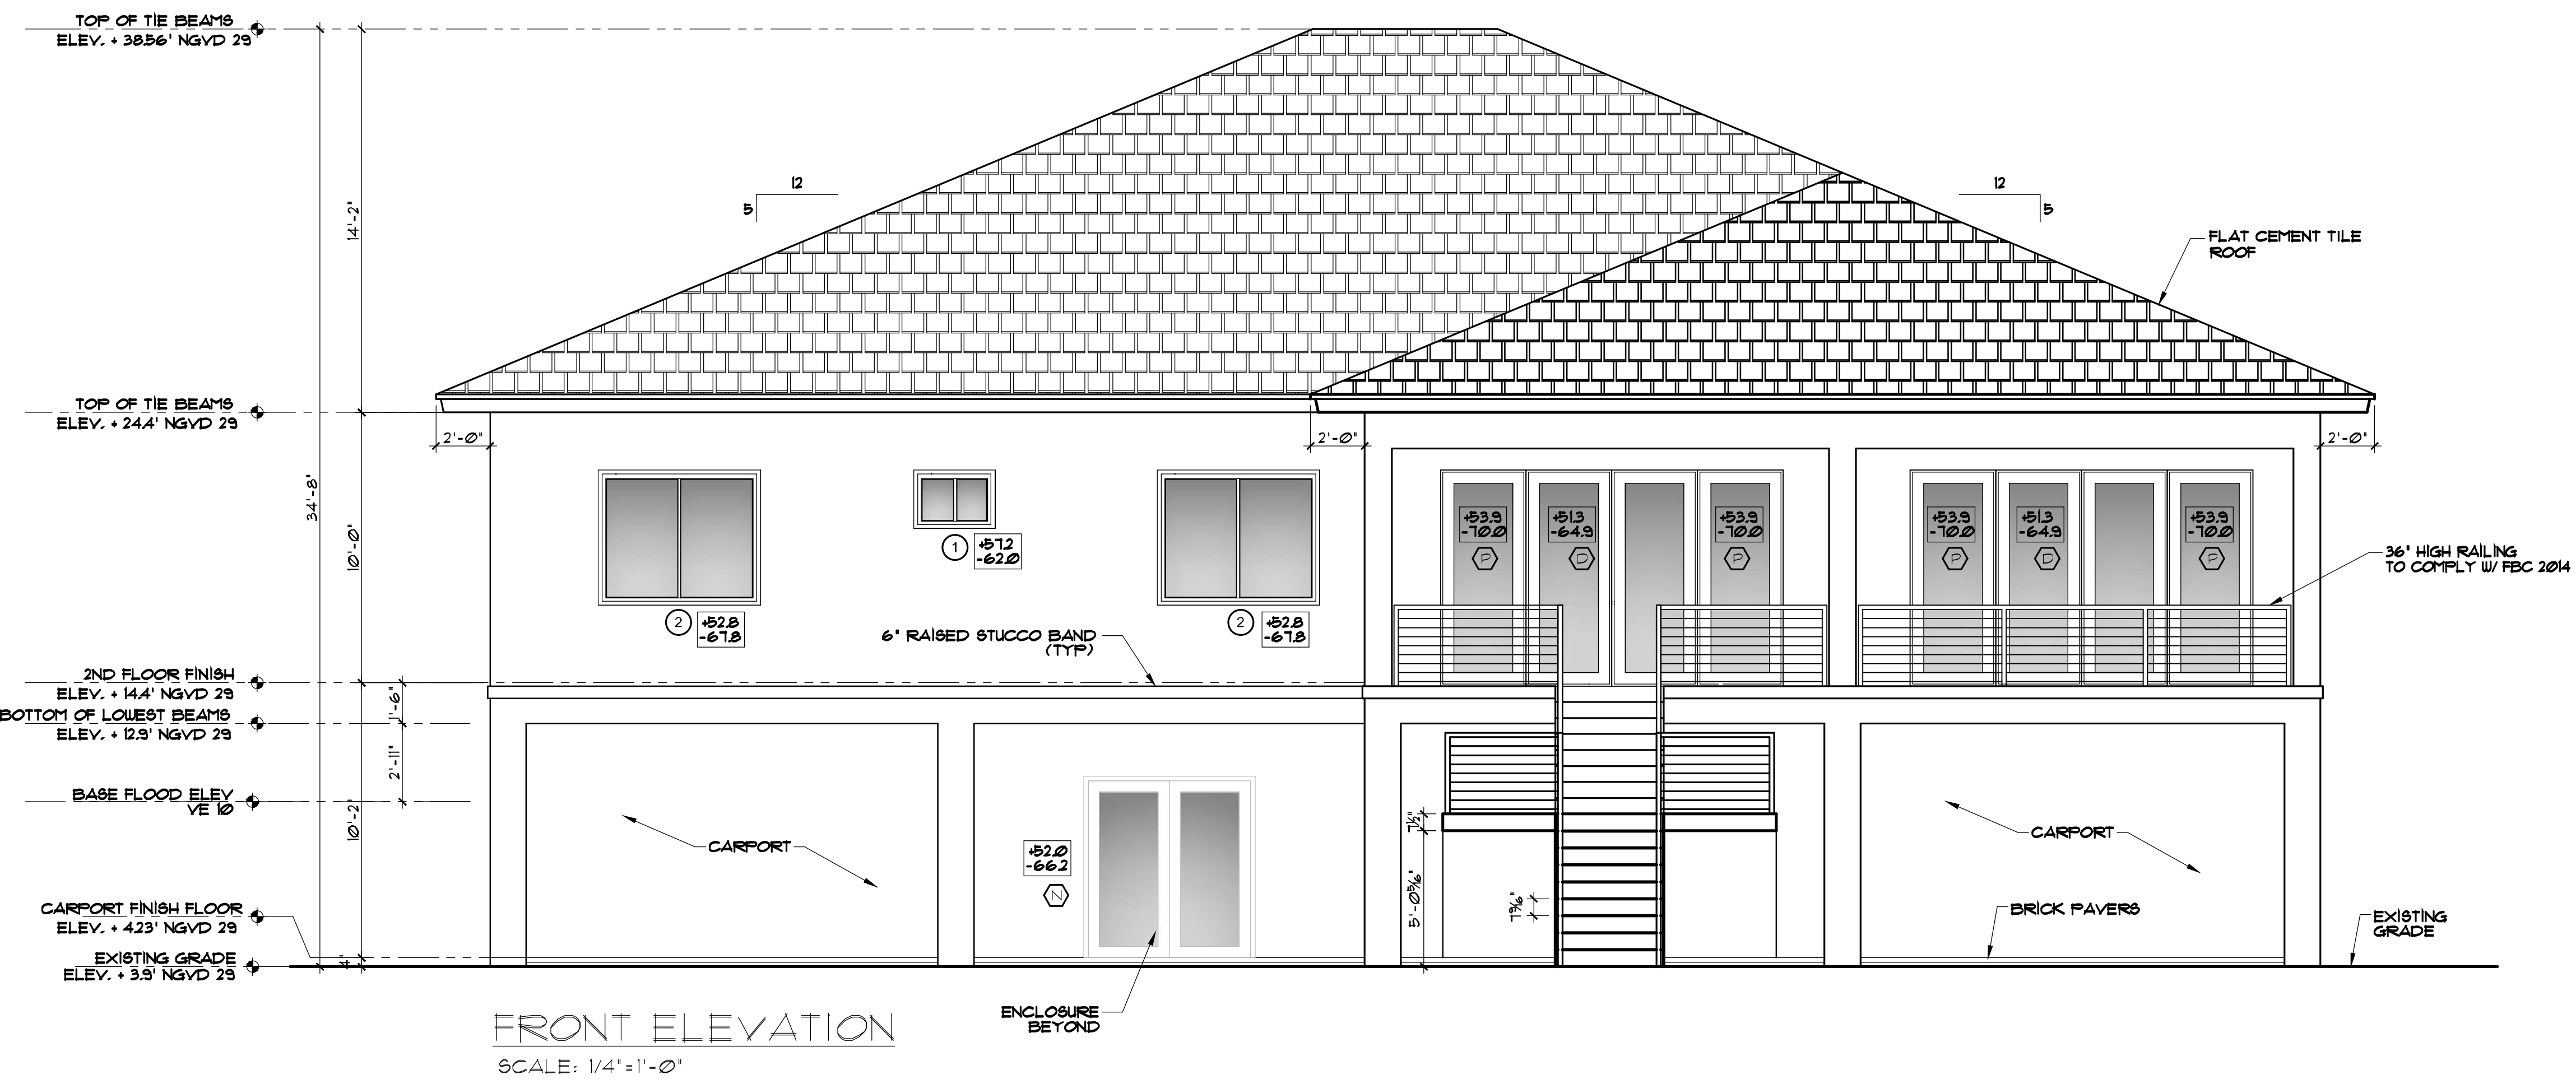 TOP OF TIE BEAMS
ELEV. + 38.56' NGVD 29
14'-2"
34'-8"
12
5
12
5
FLAT CEMENT TILE
ROOF
TOP OF TIE BEAMS
ELEV. + 24.4' NGVD 29
2'-0"
2'-0"
2'-0"
10'-0"
1
+57.2
-62.0
2
+52.8
-67.8
2
+52.8
-67.8
+53.9
-70.0
P
+51.3
-64.9
D
+53.9
-70.0
P
+53.9
-70.0
P
+51.3
-64.9
D
+53.9
-70.0
P
36" HIGH RAILING
TO COMPLY W/ FBC 2014
6" RAISED STUCCO BAND
(TYP)
2ND FLOOR FINISH
ELEV. + 14.4' NGVD 29
1'-6"
BOTTOM OF LOWEST BEAMS
ELEV. + 12.9' NGVD 29
2'-11"
BASE FLOOD ELEV
VE 10
10'-2"
CARPORT
+52.0
-66.2
N
7½"
5'-0⁵⁄₁₆"
7⁹⁄₁₆"
CARPORT
BRICK PAVERS
CARPORT FINISH FLOOR
ELEV. + 4.23' NGVD 29
EXISTING GRADE
ELEV. + 3.9' NGVD 29
4"
EXISTING
GRADE
ENCLOSURE
BEYOND
FRONT ELEVATION
SCALE: 1/4"=1'-0"